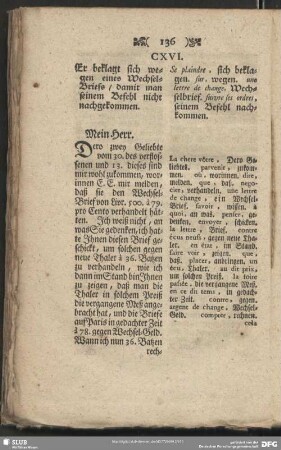 136
CXVI.
Er beklagt sich we-
gen eines Wechsel-
Briefs / damit man
seinem Befehl nicht
nachgekommen.
Mein Herr.
Dero zwey Geliebte
vom 30. des verflos-
senen und 13. dieses sind
mir wohl zukommen, wor-
innen E. E. mir melden,
daß sie den Wechsel-
Brief von Liv. 500. à 79.
pro Cento verhandelt hät-
ten. Ich weiß nicht, an
was Sie gedenken, ich hat-
te Ihnen diesen Brief ge-
schickt, um solchen gegen
neue Thaler à 36. Batzen
zu verhandeln, wie ich
dann im Stand bin Ihnen
zu zeigen, daß man die
Thaler in solchem Preiß
die vergangene Meß ange-
bracht hat, und die Briefe
auf Paris in gedachter Zeit
à 78. gegen Wechsel-Geld.
Wann ich nun 36. Batzen
rech-
Se plaindre, sich bekla-
gen. sur, wegen. une
lettre de change, Wech-
selbrief. suivre ses ordres,
seinem Befehl nach-
kommen.
La chere vôtre, Dero Ge-
liebtes. parvenir, zukom-
men. où, worinnen. dire,
melden. que, daß. nego-
cier, verhandeln. une lettre
de change, ein Wechsel-
Brief. savoir, wissen. à
quoi, an was. penser, ge-
denken. envoyer, schicken.
la lettre, Brief. contre
écus neufs, gegen neue Tha-
ler. en état, im Stand.
faire voir, zeigen. que,
daß. placer, anbringen. un
écu, Thaler. au dit prix,
um solchen Preiß. la foire
passée, die vergangene Meß.
en ce dit tems, in gedach-
ter Zeit. contre, gegen.
argent de change, Wechsel-
Geld. compter, rechnen.
cela
SLUB
DFG